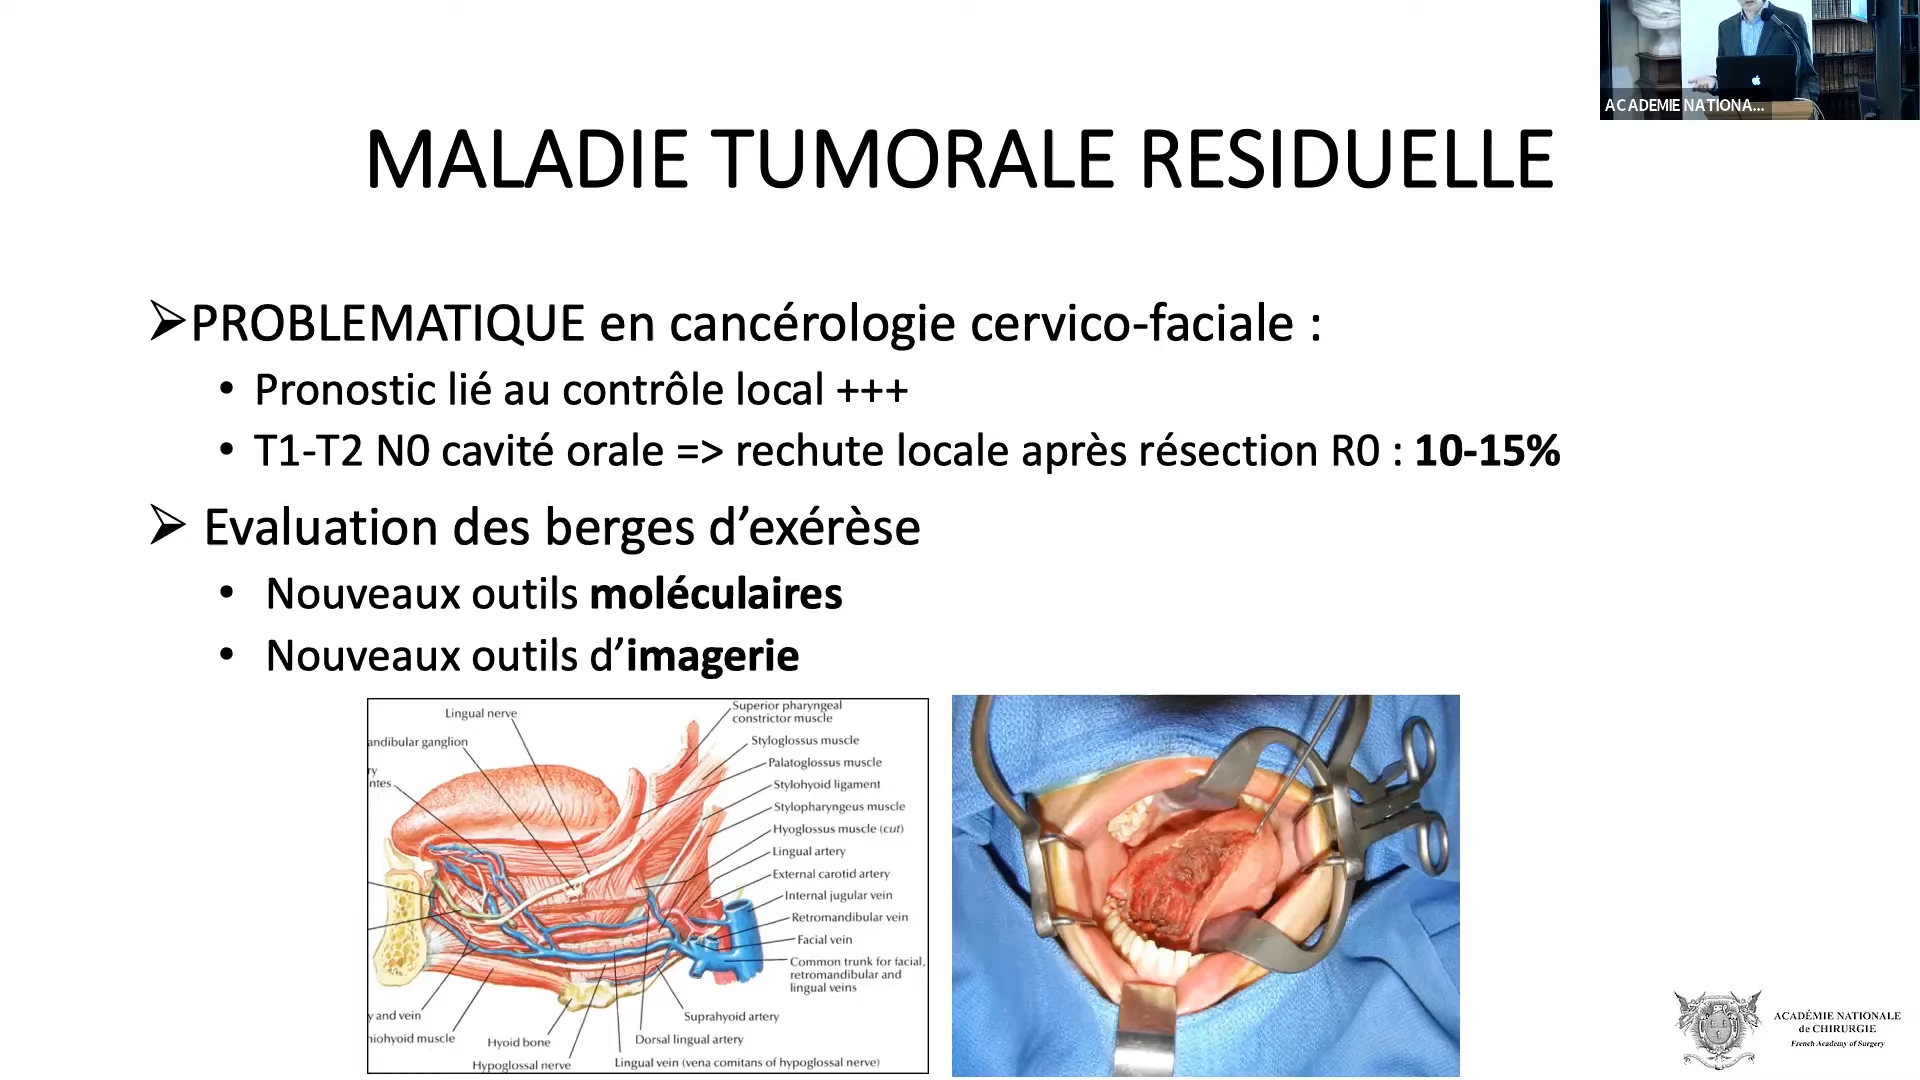 ACADEMIE NATIONA...
MALADIE TUMORALE RESIDUELLE
➢PROBLEMATIQUE en cancérologie cervico-faciale :
• Pronostic lié au contrôle local +++
• T1-T2 N0 cavité orale => rechute locale après résection R0 : 10-15%
➢ Evaluation des berges d’exérèse
• Nouveaux outils moléculaires
• Nouveaux outils d’imagerie
Lingual nerve
andibular ganglion
ry
ntes
Superior pharyngeal
constrictor muscle
Styloglossus muscle
Palatoglossus muscle
Stylohyoid ligament
Stylopharyngeus muscle
Hyoglossus muscle (cut)
Lingual artery
External carotid artery
Internal jugular vein
Retromandibular vein
Facial vein
Common trunk for facial,
retromandibular and
lingual veins
y and vein
niohyoid muscle
Hyoid bone
Hypoglossal nerve
Suprahyoid artery
Dorsal lingual artery
Lingual vein (vena comitans of hypoglossal nerve)
ACADÉMIE NATIONALE
de CHIRURGIE
French Academy of Surgery